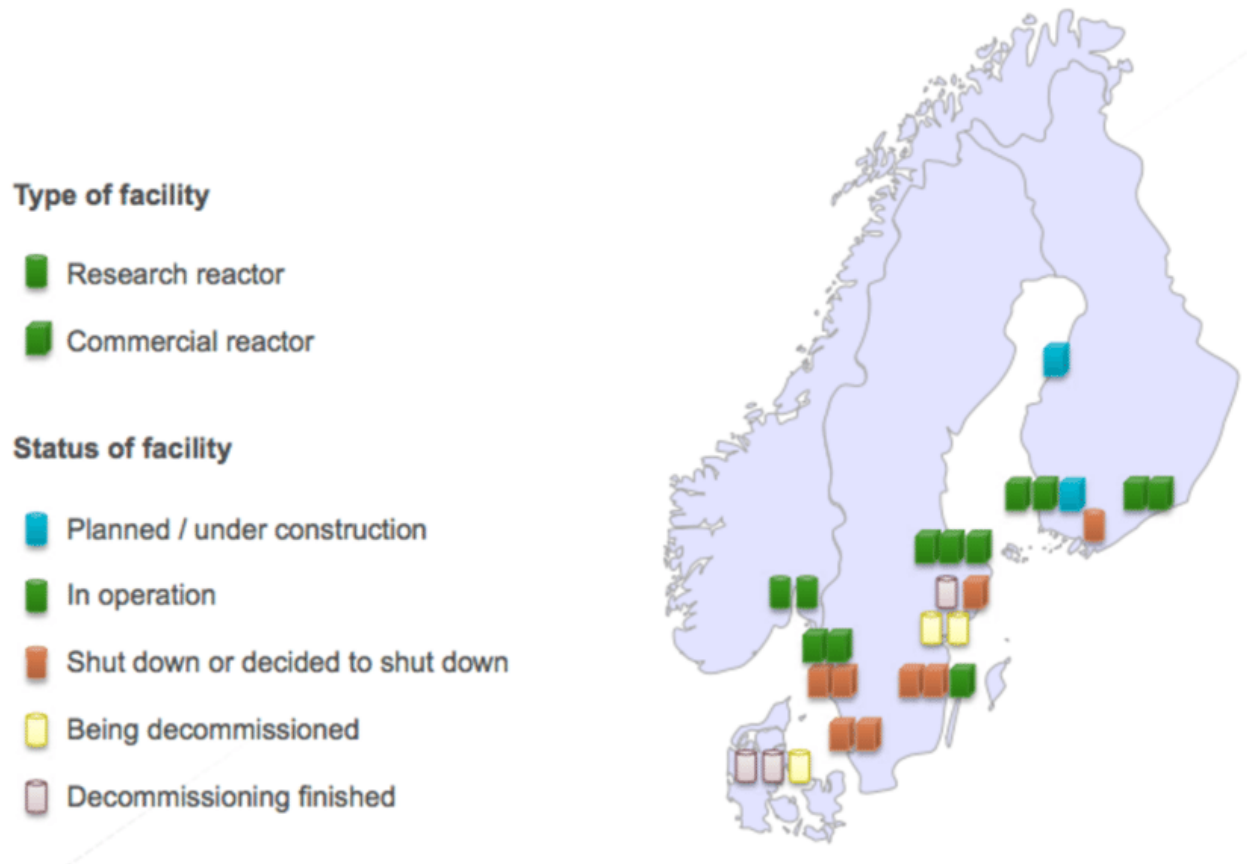 Type of facility
Research reactor
Commercial reactor
Status of facility
Planned / under construction
In operation
Shut down or decided to shut down
Being decommissioned
Decommissioning finished